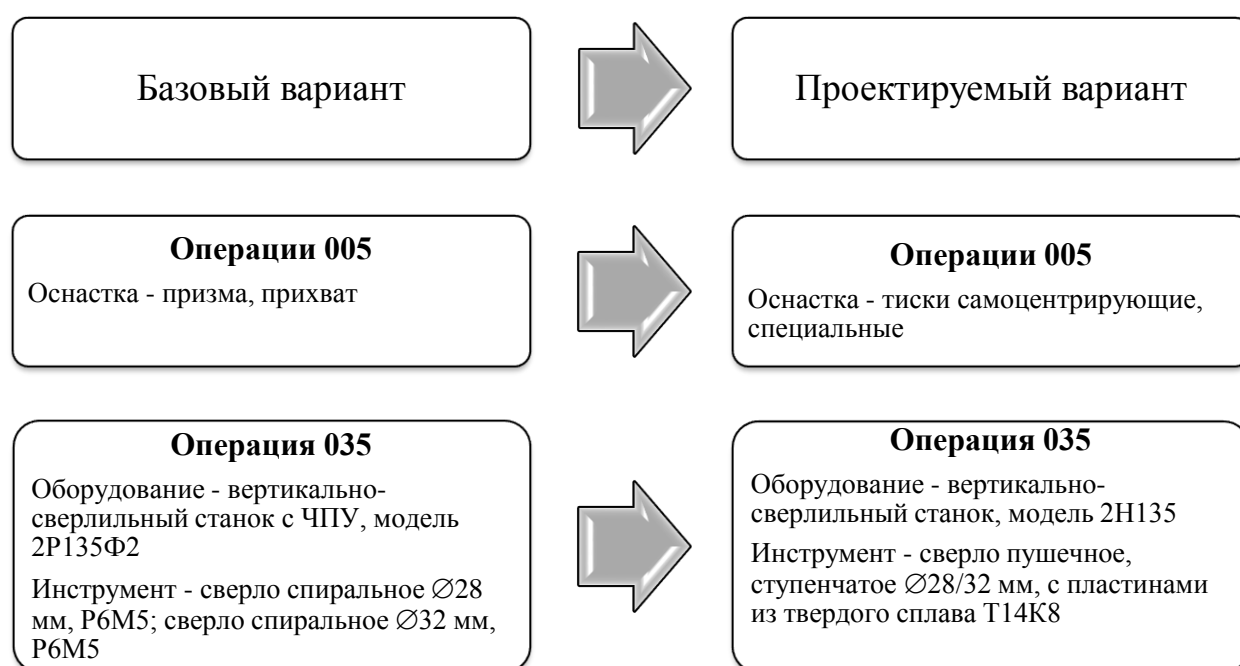 Базовый вариант
Проектируемый вариант
Операции 005
Оснастка - призма, прихват
Операции 005
Оснастка - тиски самоцентрирующие,
специальные
Операция 035
Оборудование - вертикально-
сверлильный станок с ЧПУ, модель
2Р135Ф2
Инструмент - сверло спиральное ∅28
мм, Р6М5; сверло спиральное ∅32 мм,
Р6М5
Операция 035
Оборудование - вертикально-
сверлильный станок, модель 2Н135
Инструмент - сверло пушечное,
ступенчатое ∅28/32 мм, с пластинами
из твердого сплава Т14К8